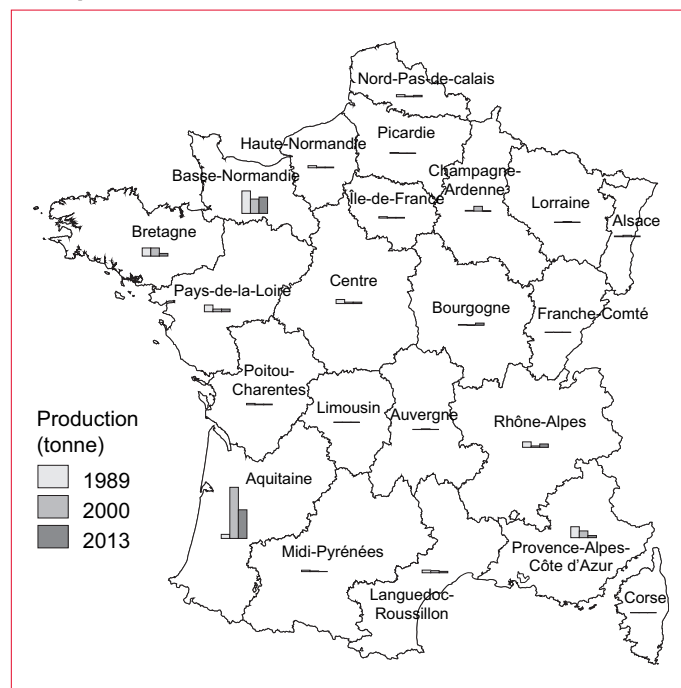 Nord-Pas-de-calais
Haute-Normandie
Picardie
Basse-Normandie
Champagne-
Ardenne
Île-de-France
Lorraine
Alsace
Bretagne
Pays-de-la-Loire
Centre
Bourgogne
Franche-Comté
Poitou-
Charentes
Limousin
Auvergne
Rhône-Alpes
Production
(tonne)
1989
2000
2013
Aquitaine
Midi-Pyrénées
Languedoc-
Roussillon
Provence-Alpes-
Côte d'Azur
Corse